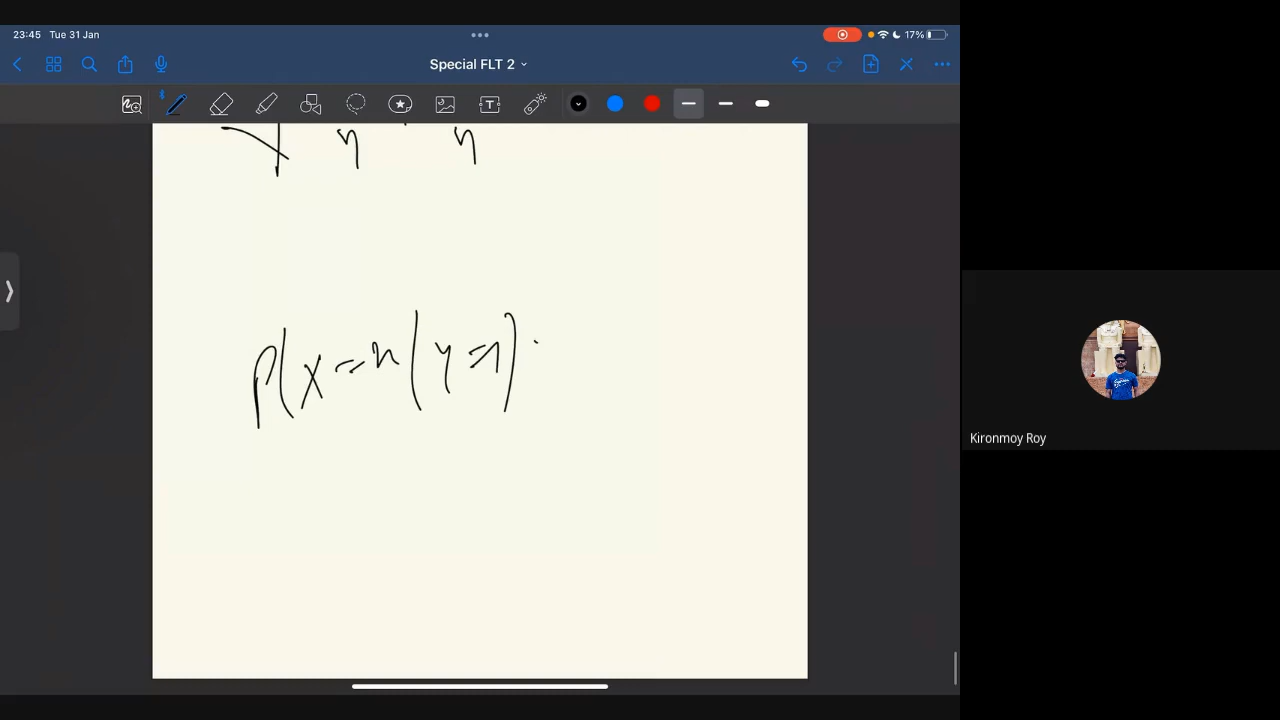 23:45 Tue 31 Jan
17%
Special FLT 2
T
n n
P(X=n|Y=1)
Kironmoy Roy